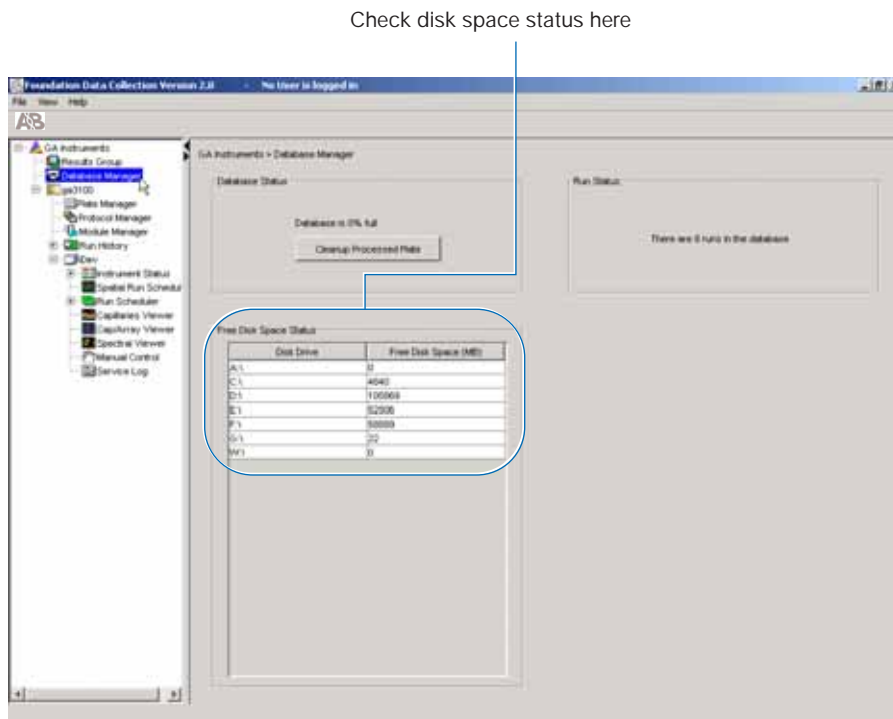 Check disk space status here
Foundation Data Collection Version 2.0 - No User is logged in
File View Help
AB
GA Instruments
Results Group
Database Manager
ga3100
Plate Manager
Protocol Manager
Module Manager
Run History
Instrument Status
Spatial Run Schedul
Run Scheduler
Capillaries Viewer
Cap/Array Viewer
Spectral Viewer
Manual Control
Service Log
GA Instruments > Database Manager
Database Status
Database is 0% full
Cleanup Processed Plate
Run Status
There are 0 runs in the database
Free Disk Space Status
Disk Drive Free Disk Space (MB)
A:\ 0
C:\ 4640
D:\
E:\
F:\
G:\ 22
W:\ 0